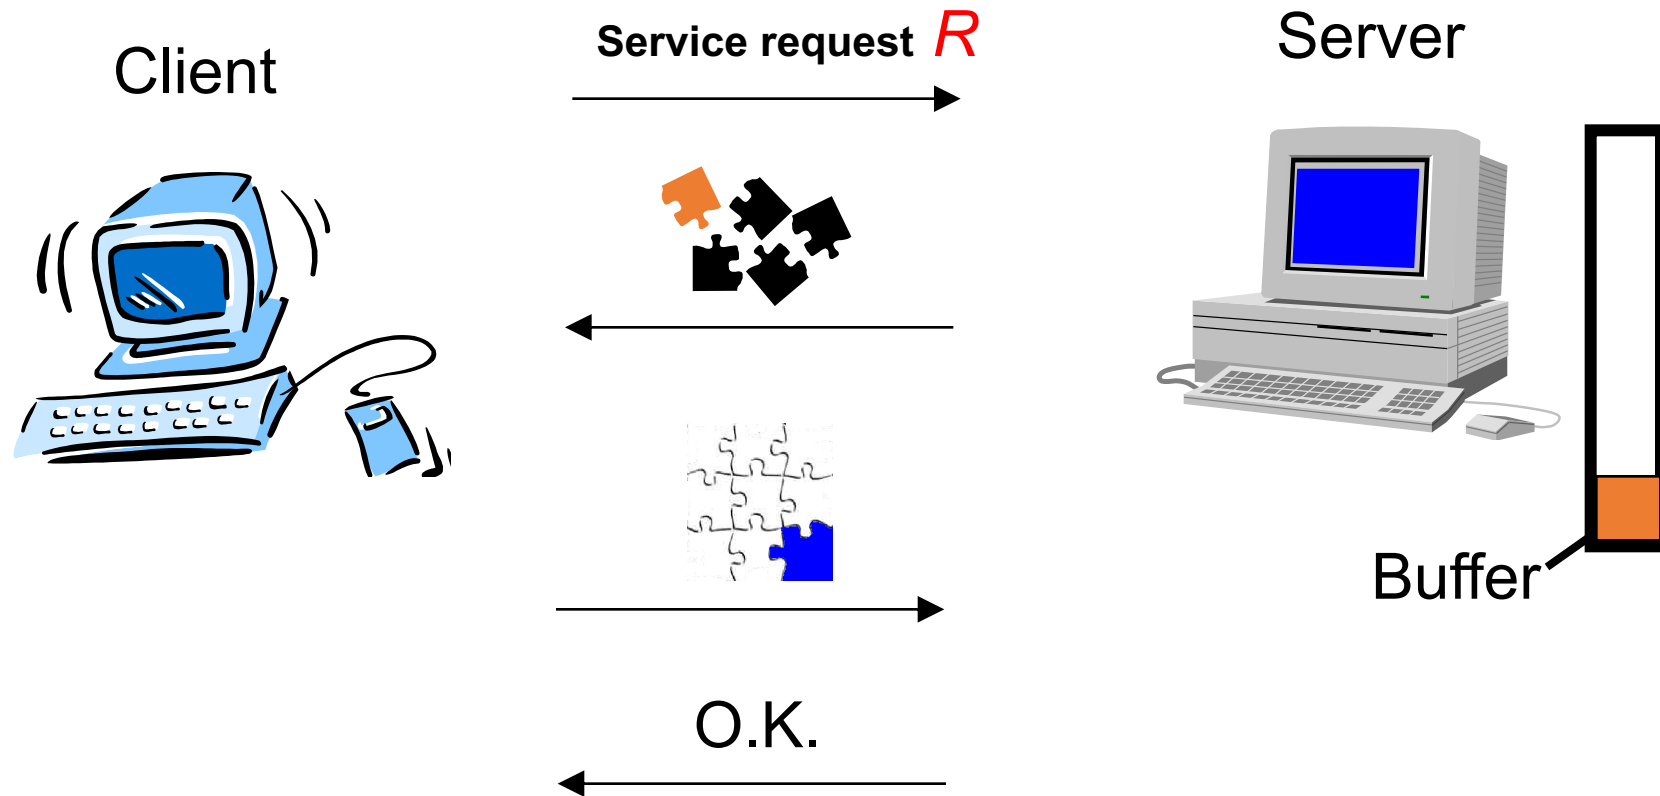 Client
Service request R
Server
Buffer
O.K.